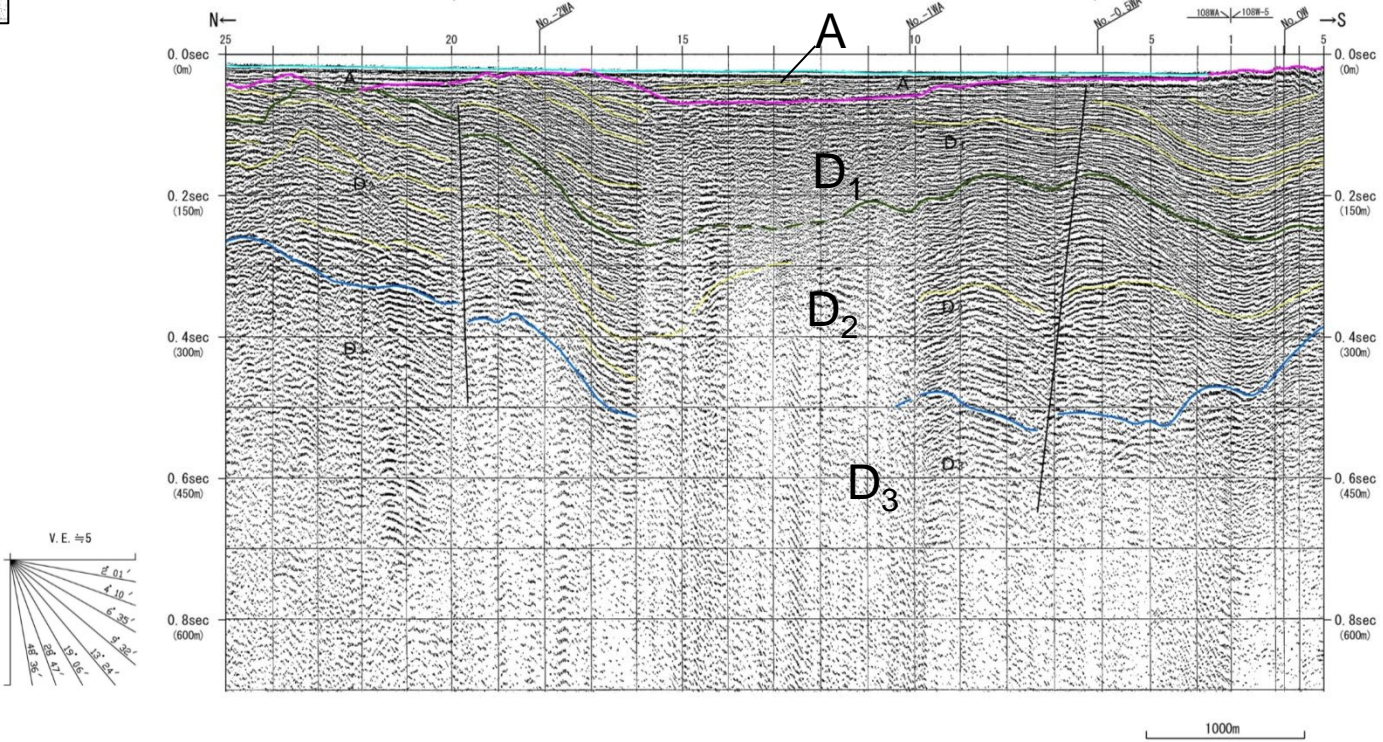 No.-2WA
No.-1WA
No.-0.5WA
108WA
108W-5
No.0W
N←
→S
25
20
15
10
5
1
5
A
0.0sec
(0m)
0.0sec
(0m)
A
A
D₁
D₁
0.2sec
(150m)
0.2sec
(150m)
D₂
D₂
D
0.4sec
(300m)
0.4sec
(300m)
D₃
D₃
0.6sec
(450m)
0.6sec
(450m)
0.8sec
(600m)
0.8sec
(600m)
V.E. ≒5
2° 01′
4° 10′
6° 35′
9° 32′
13° 24′
19° 06′
28° 47′
48° 36′
1000m